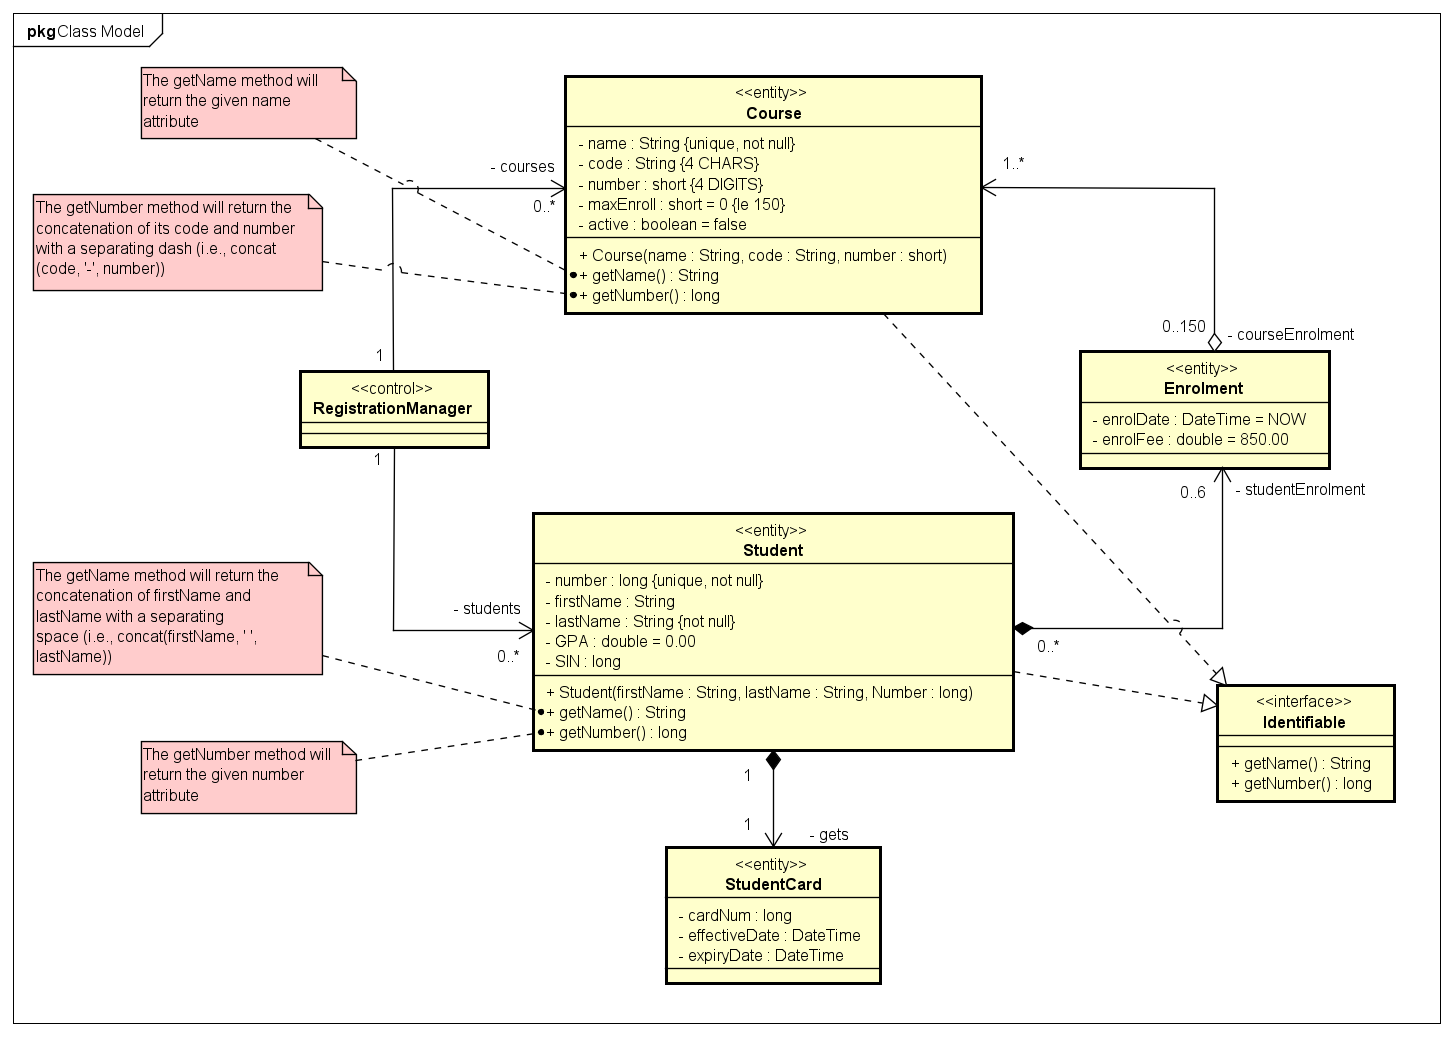 pkg Class Model
The getName method will
return the given name
attribute
The getNumber method will return the
concatenation of its code and number
with a separating dash (i.e., concat
(code, '-', number))
<<entity>>
Course
- name : String {unique, not null}
- code : String {4 CHARS}
- number : short {4 DIGITS}
- maxEnroll : short = 0 {le 150}
- active : boolean = false
+ Course(name : String, code : String, number : short)
+ getName() : String
+ getNumber() : long
- courses
0..*
1
1..*
0..150
- courseEnrolment
<<control>>
RegistrationManager
1
- students
0..*
<<entity>>
Enrolment
- enrolDate : DateTime = NOW
- enrolFee : double = 850.00
0..6
- studentEnrolment
0..*
The getName method will return the
concatenation of firstName and
lastName with a separating
space (i.e., concat(firstName, ' ',
lastName))
The getNumber method will
return the given number
attribute
<<entity>>
Student
- number : long {unique, not null}
- firstName : String
- lastName : String {not null}
- GPA : double = 0.00
- SIN : long
+ Student(firstName : String, lastName : String, Number : long)
+ getName() : String
+ getNumber() : long
<<interface>>
Identifiable
+ getName() : String
+ getNumber() : long
1
1
- gets
<<entity>>
StudentCard
- cardNum : long
- effectiveDate : DateTime
- expiryDate : DateTime